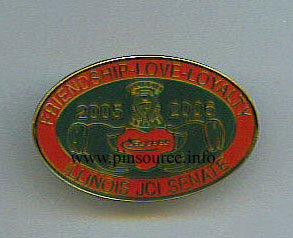 FRIENDSHIP-LOVE-LOYALTY
2005 2006
www.pinsource.info
ILLINOIS JCI SENATE